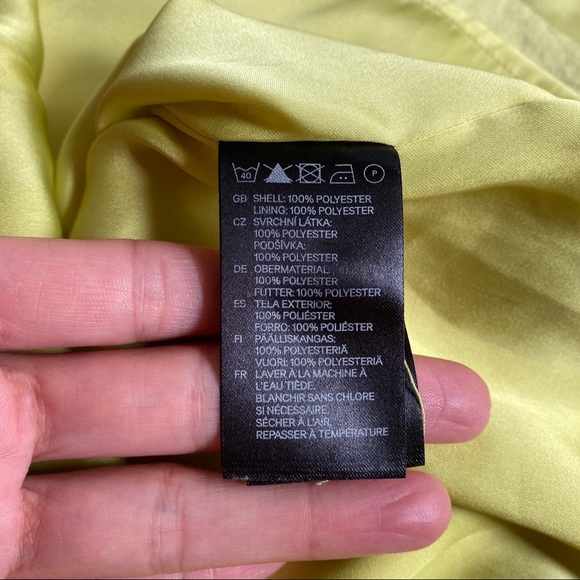 40 P
GB SHELL: 100% POLYESTER
LINING: 100% POLYESTER
CZ SVRCHNÍ LÁTKA:
100% POLYESTER
PODŠÍVKA:
100% POLYESTER
DE OBERMATERIAL:
100% POLYESTER
FUTTER: 100% POLYESTER
ES TELA EXTERIOR:
100% POLIÉSTER
FORRO: 100% POLIÉSTER
FI PÄÄLLISKANGAS:
100% POLYESTERIÄ
VUORI: 100% POLYESTERIÄ
FR LAVER À LA MACHINE À
L'EAU TIÈDE.
BLANCHIR SANS CHLORE
SI NÉCESSAIRE.
SÉCHER À L'AIR.
REPASSER À TEMPÉRATURE